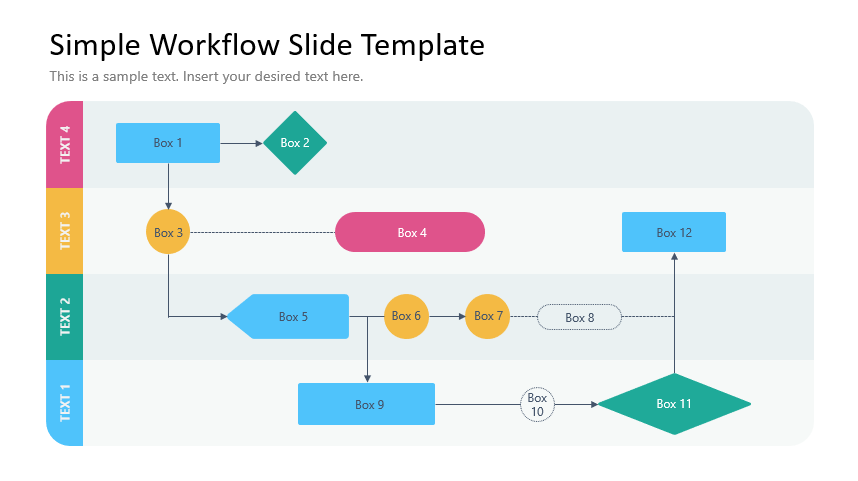 Simple Workflow Slide Template
This is a sample text. Insert your desired text here.
TEXT 4
Box 1
Box 2
TEXT 3
Box 3
Box 4
Box 12
TEXT 2
Box 5
Box 6
Box 7
Box 8
TEXT 1
Box 9
Box
10
Box 11